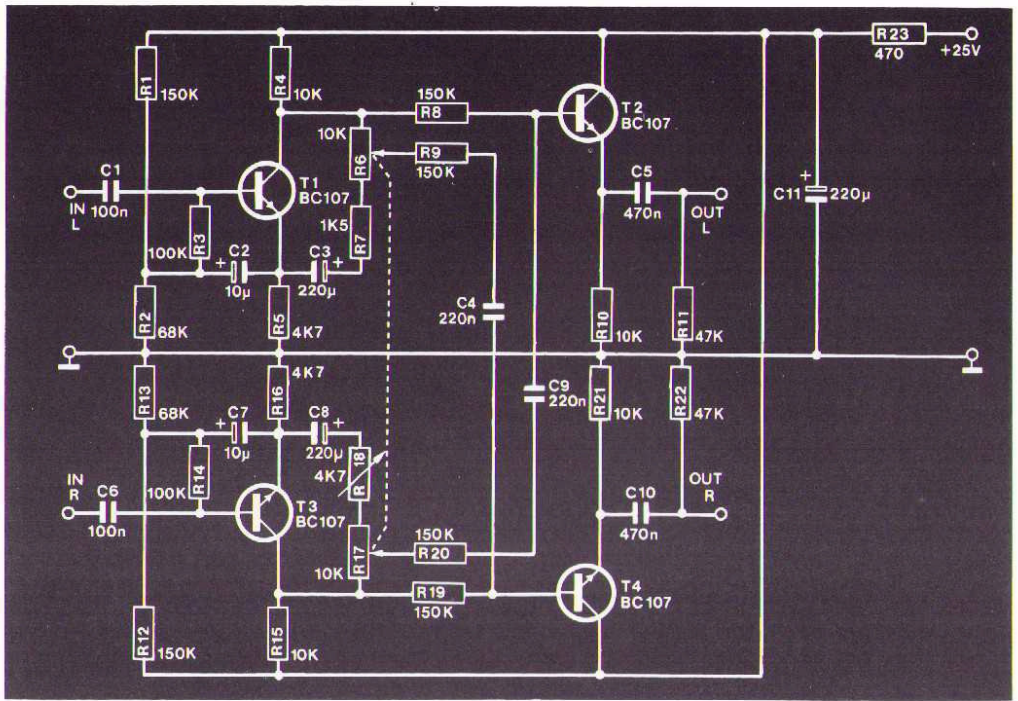 R23
470
+25V
R1
150K
R4
10K
150K
R8
T2
BC107
10K
R6
R9
150K
C1
100n
IN
L
T1
BC107
C5
470n
OUT
L
+
C11
220µ
R3
100K
1K5
R7
+ C2
10µ
C3 +
220µ
R2
68K
R5
4K7
C4
220n
R10
10K
R11
47K
R13
68K
4K7
R16
C9
220n
R21
10K
R22
47K
+ C7
10µ
C8 +
220µ
R14
100K
4K7
R18
IN
R
C6
100n
T3
BC107
C10
470n
OUT
R
R17
10K
150K
R20
R19
150K
T4
BC107
R12
150K
R15
10K